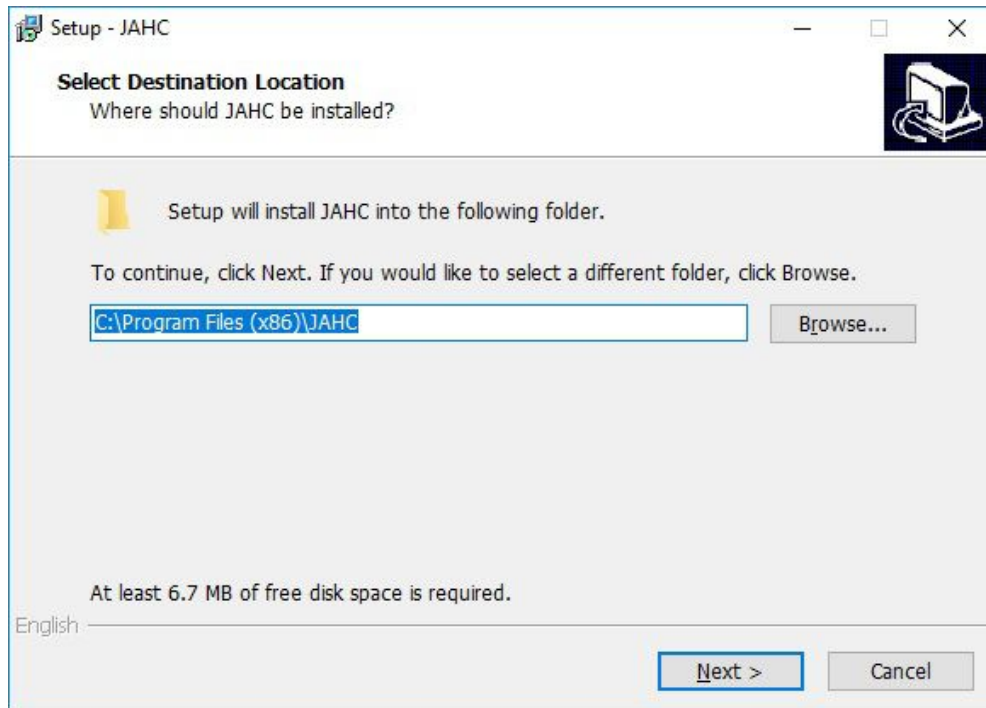 Setup - JAHC
Select Destination Location
Where should JAHC be installed?
Setup will install JAHC into the following folder.
To continue, click Next. If you would like to select a different folder, click Browse.
C:\Program Files (x86)\JAHC
Browse...
At least 6.7 MB of free disk space is required.
English
Next >
Cancel